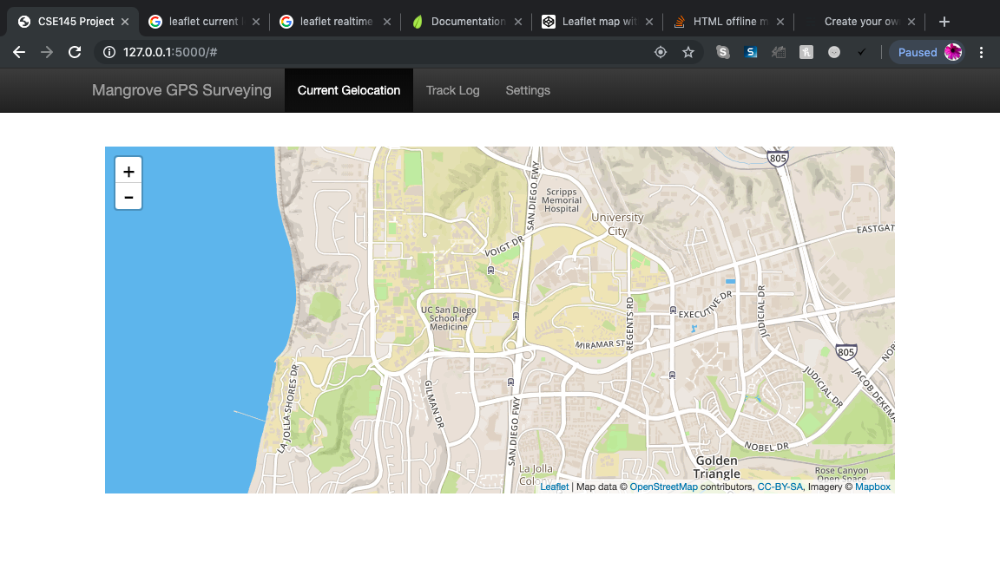 CSE145 Project
leaflet current
leaflet realtime
Documentation
Leaflet map wit
HTML offline m
Create your ow
127.0.0.1:5000/#
Paused
Mangrove GPS Surveying
Current Gelocation
Track Log
Settings
+
−
805
SAN DIEGO FWY
Scripps
Memorial
Hospital
University
City
EASTGAT
VOIGT DR
UC San Diego
School of
Medicine
REGENTS RD
EXECUTIVE DR
JUDICIAL DR
MIRAMAR ST
805
NOR
LA JOLLA SHORES DR
GILMAN DR
SAN DIEGO FWY
JUDICIAL DR
JACOB DEKEMA
NOBEL DR
Golden
Triangle
La Jolla
Colony
Rose Canyon
Open Space
Leaflet | Map data © OpenStreetMap contributors, CC-BY-SA, Imagery © Mapbox